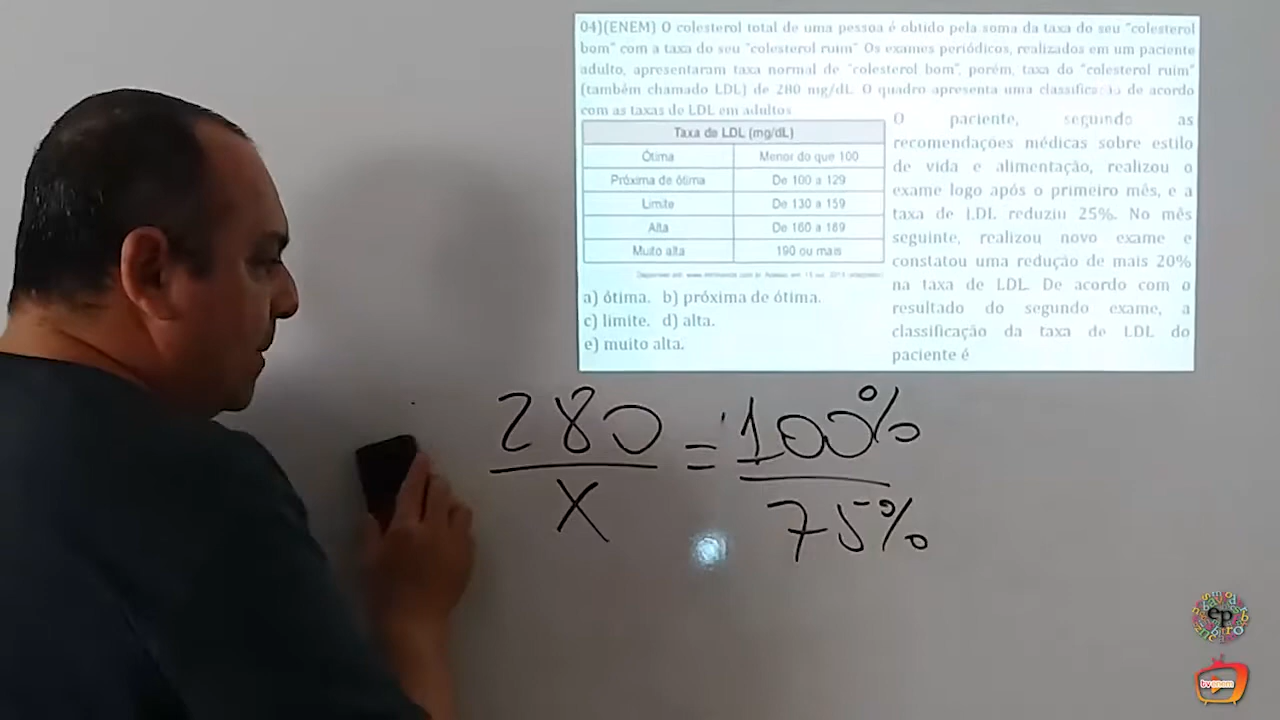 04)(ENEM) O colesterol total de uma pessoa é obtido pela soma da taxa do seu "colesterol
bom" com a taxa do seu "colesterol ruim" Os exames periódicos, realizados em um paciente
adulto, apresentaram taxa normal de "colesterol bom", porém, taxa do "colesterol ruim"
(também chamado LDL) de 280 mg/dL. O quadro apresenta uma classificação de acordo
com as taxas de LDL em adultos
Taxa de LDL (mg/dL)
Ótima Menor do que 100
Próxima de ótima De 100 a 129
Limite De 130 a 159
Alta De 160 a 189
Muito alta 190 ou mais
a) ótima. b) próxima de ótima.
c) limite. d) alta.
e) muito alta.
O paciente, seguindo as
recomendações médicas sobre estilo
de vida e alimentação, realizou o
exame logo após o primeiro mês, e a
taxa de LDL reduziu 25%. No mês
seguinte, realizou novo exame e
constatou uma redução de mais 20%
na taxa de LDL. De acordo com o
resultado do segundo exame, a
classificação da taxa de LDL do
paciente é
280 = 100%
X 75%
ep
tv enem